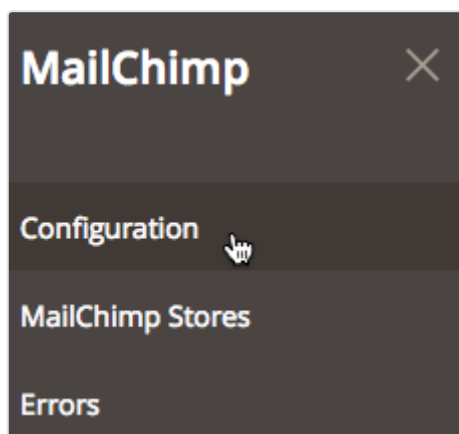 MailChimp
Configuration
MailChimp Stores
Errors